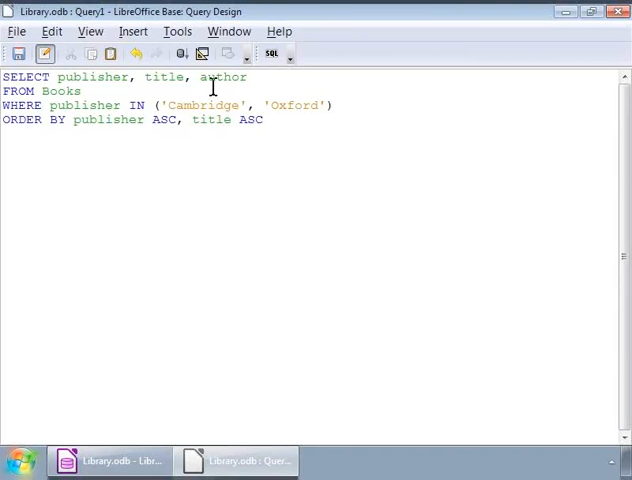 Library.odb : Query1 - LibreOffice Base: Query Design
File Edit View Insert Tools Window Help
SQL
SELECT publisher, title, author
FROM Books
WHERE publisher IN ('Cambridge', 'Oxford')
ORDER BY publisher ASC, title ASC
Library.odb - Libr... Library.odb : Quer...